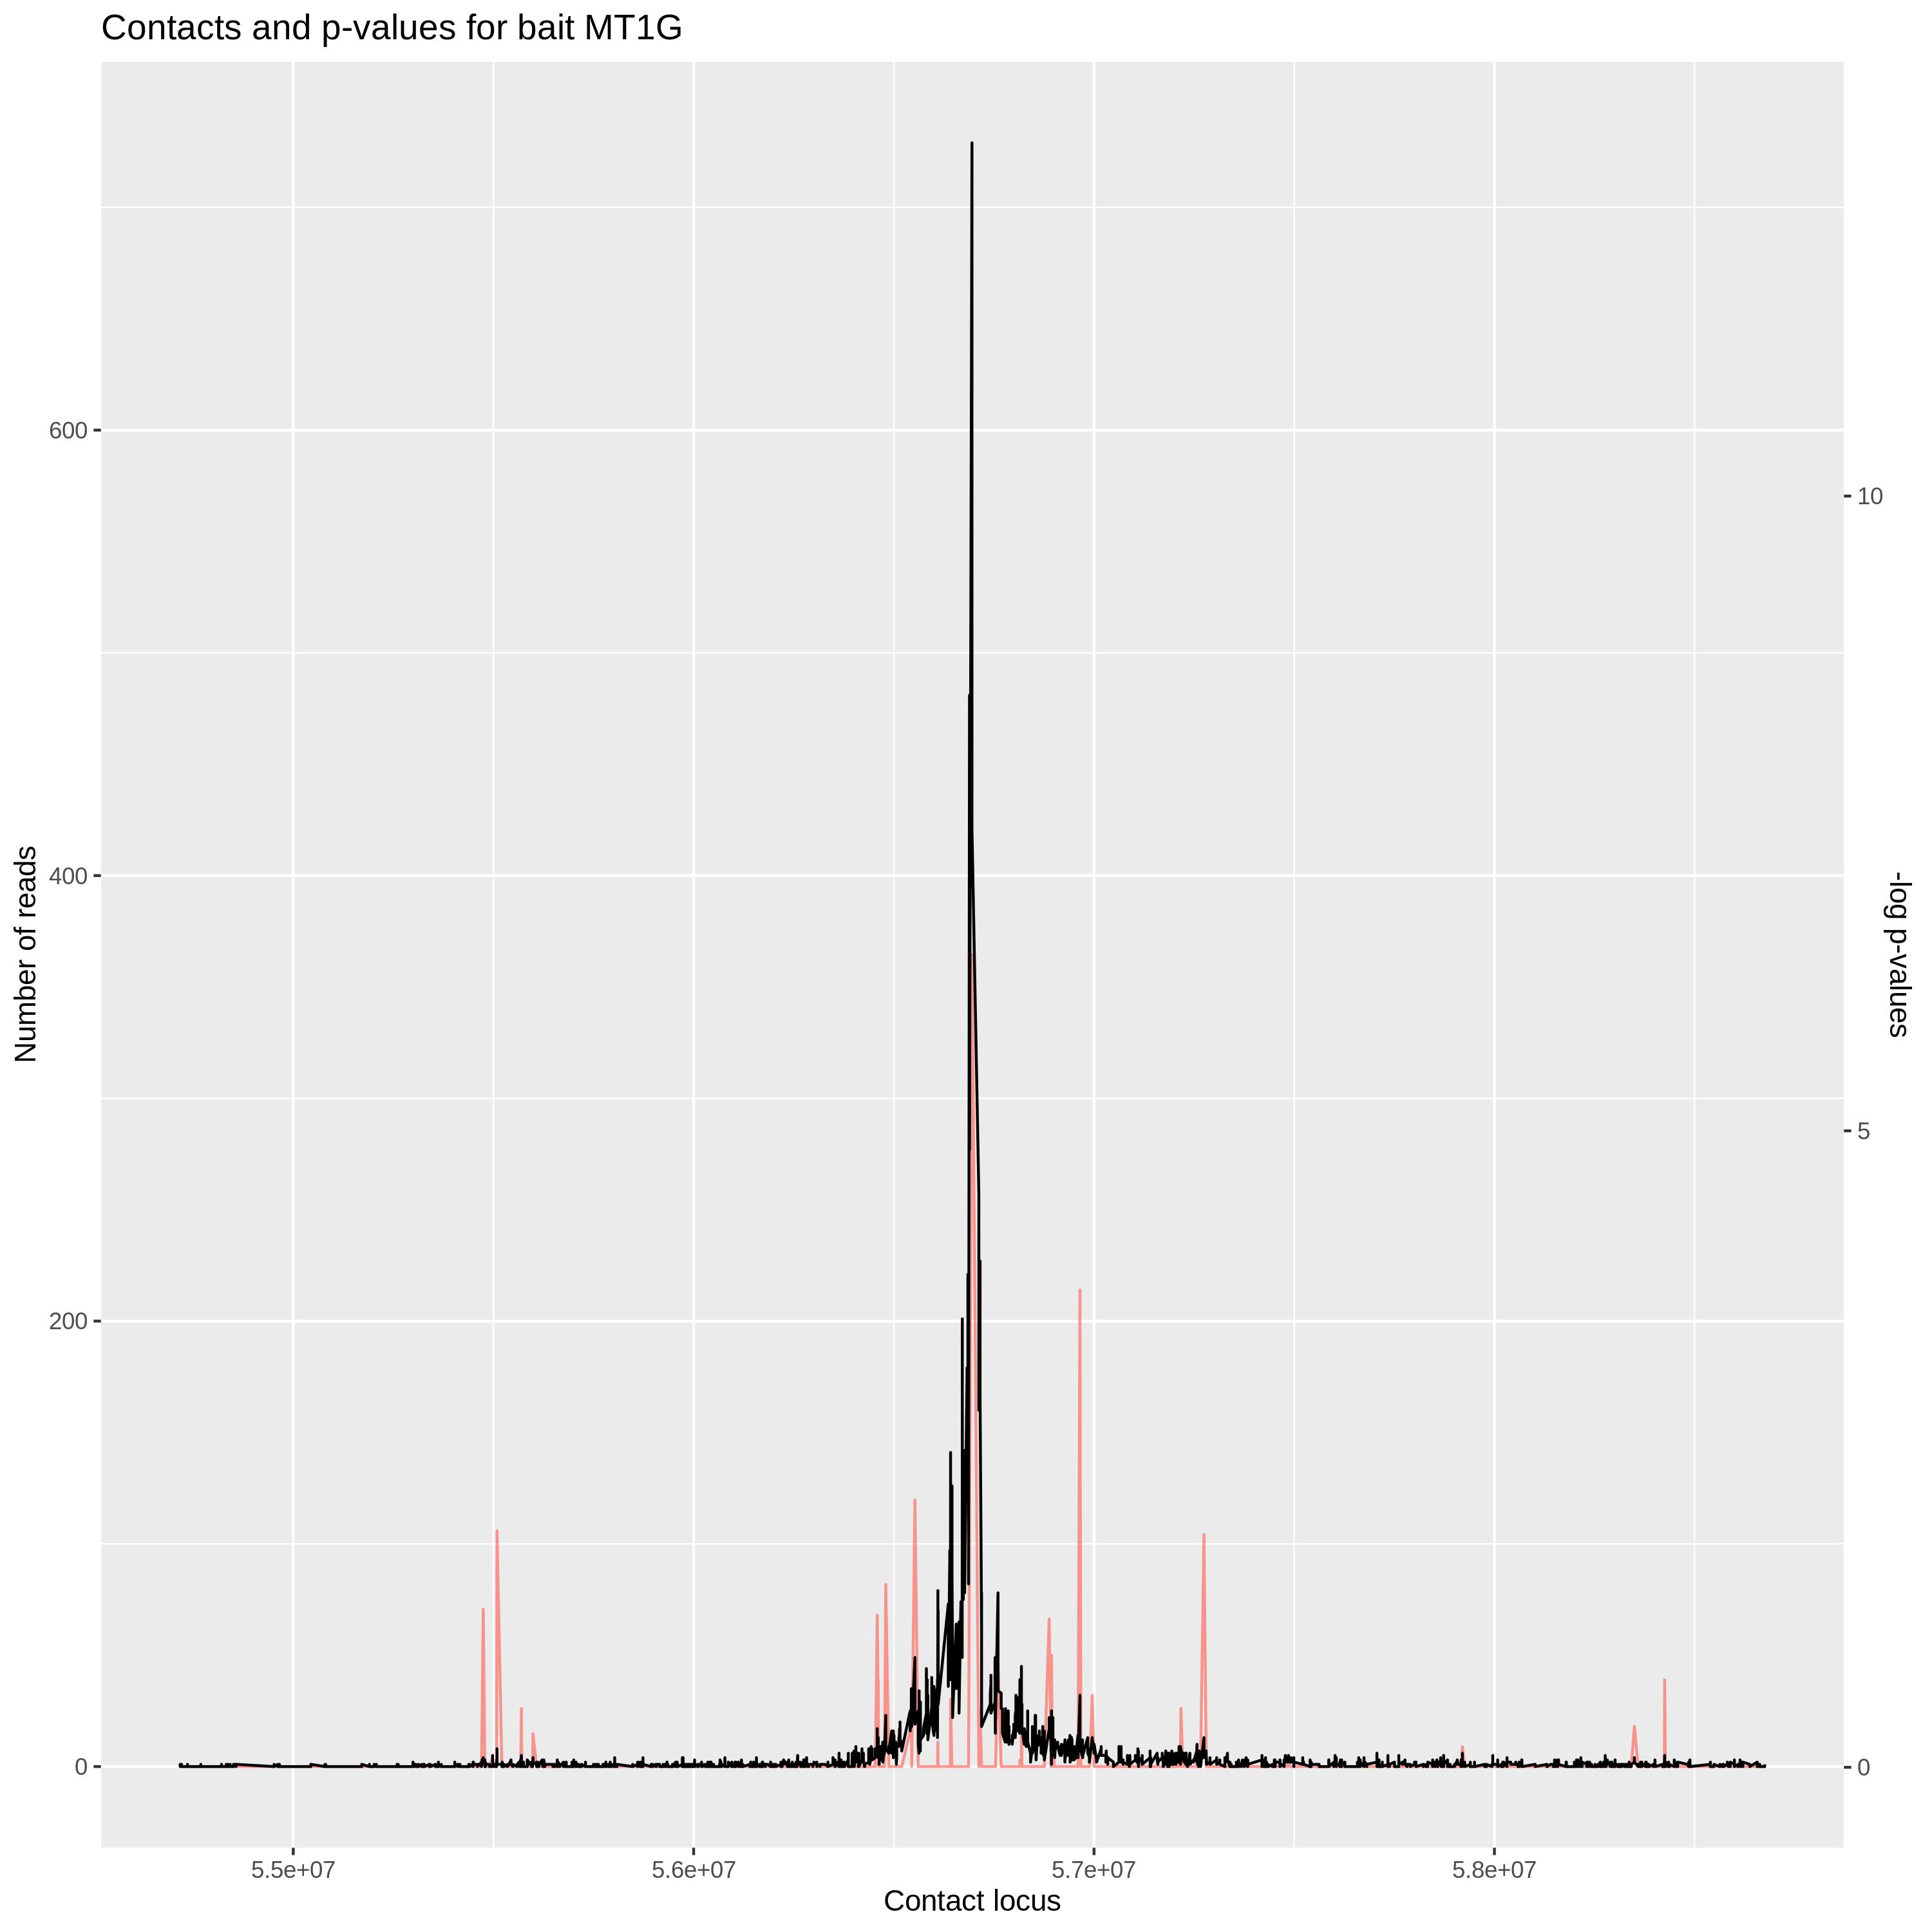 Contacts and p-values for bait MT1G
600
400
200
0
10
5
0
Number of reads
-log p-values
5.5e+07
5.6e+07
5.7e+07
5.8e+07
Contact locus